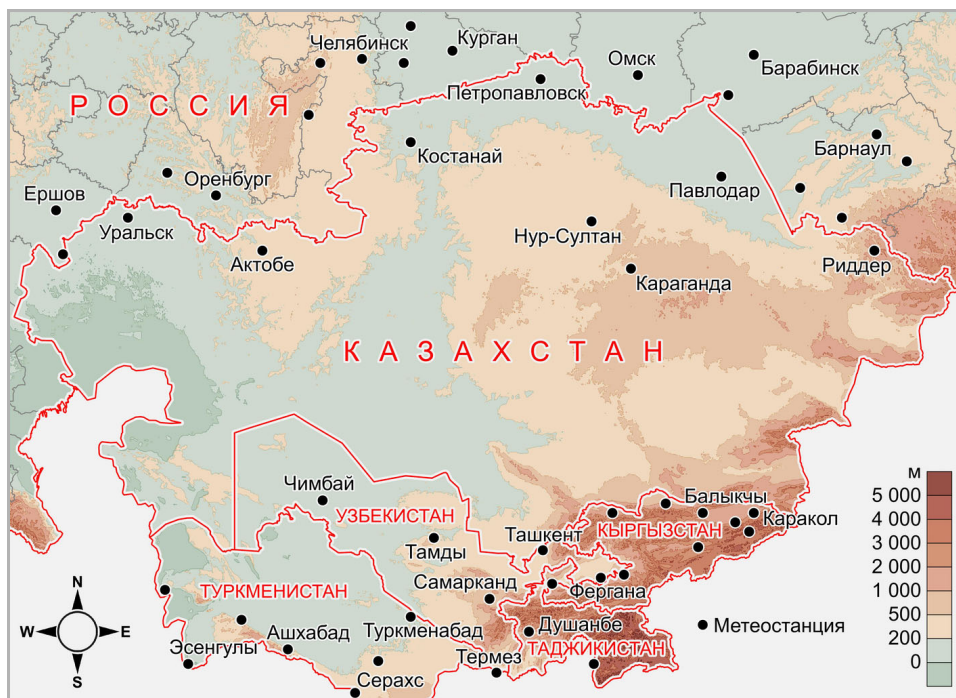 Челябинск
Курган
Омск
Барабинск
Петропавловск
РОССИЯ
Костанай
Барнаул
Павлодар
Ершов
Оренбург
Уральск
Актобе
Нур-Султан
Караганда
Риддер
КАЗАХСТАН
Чимбай
УЗБЕКИСТАН
Тамды
Ташкент
Балыкчы
Каракол
КЫРГЫЗСТАН
Самарканд
Фергана
ТУРКМЕНИСТАН
Туркменабад
Душанбе
ТАДЖИКИСТАН
Эсенгулы
Ашхабад
Термез
Серахс
м
5 000
4 000
3 000
2 000
1 000
500
200
0
Метеостанция
N
W
E
S